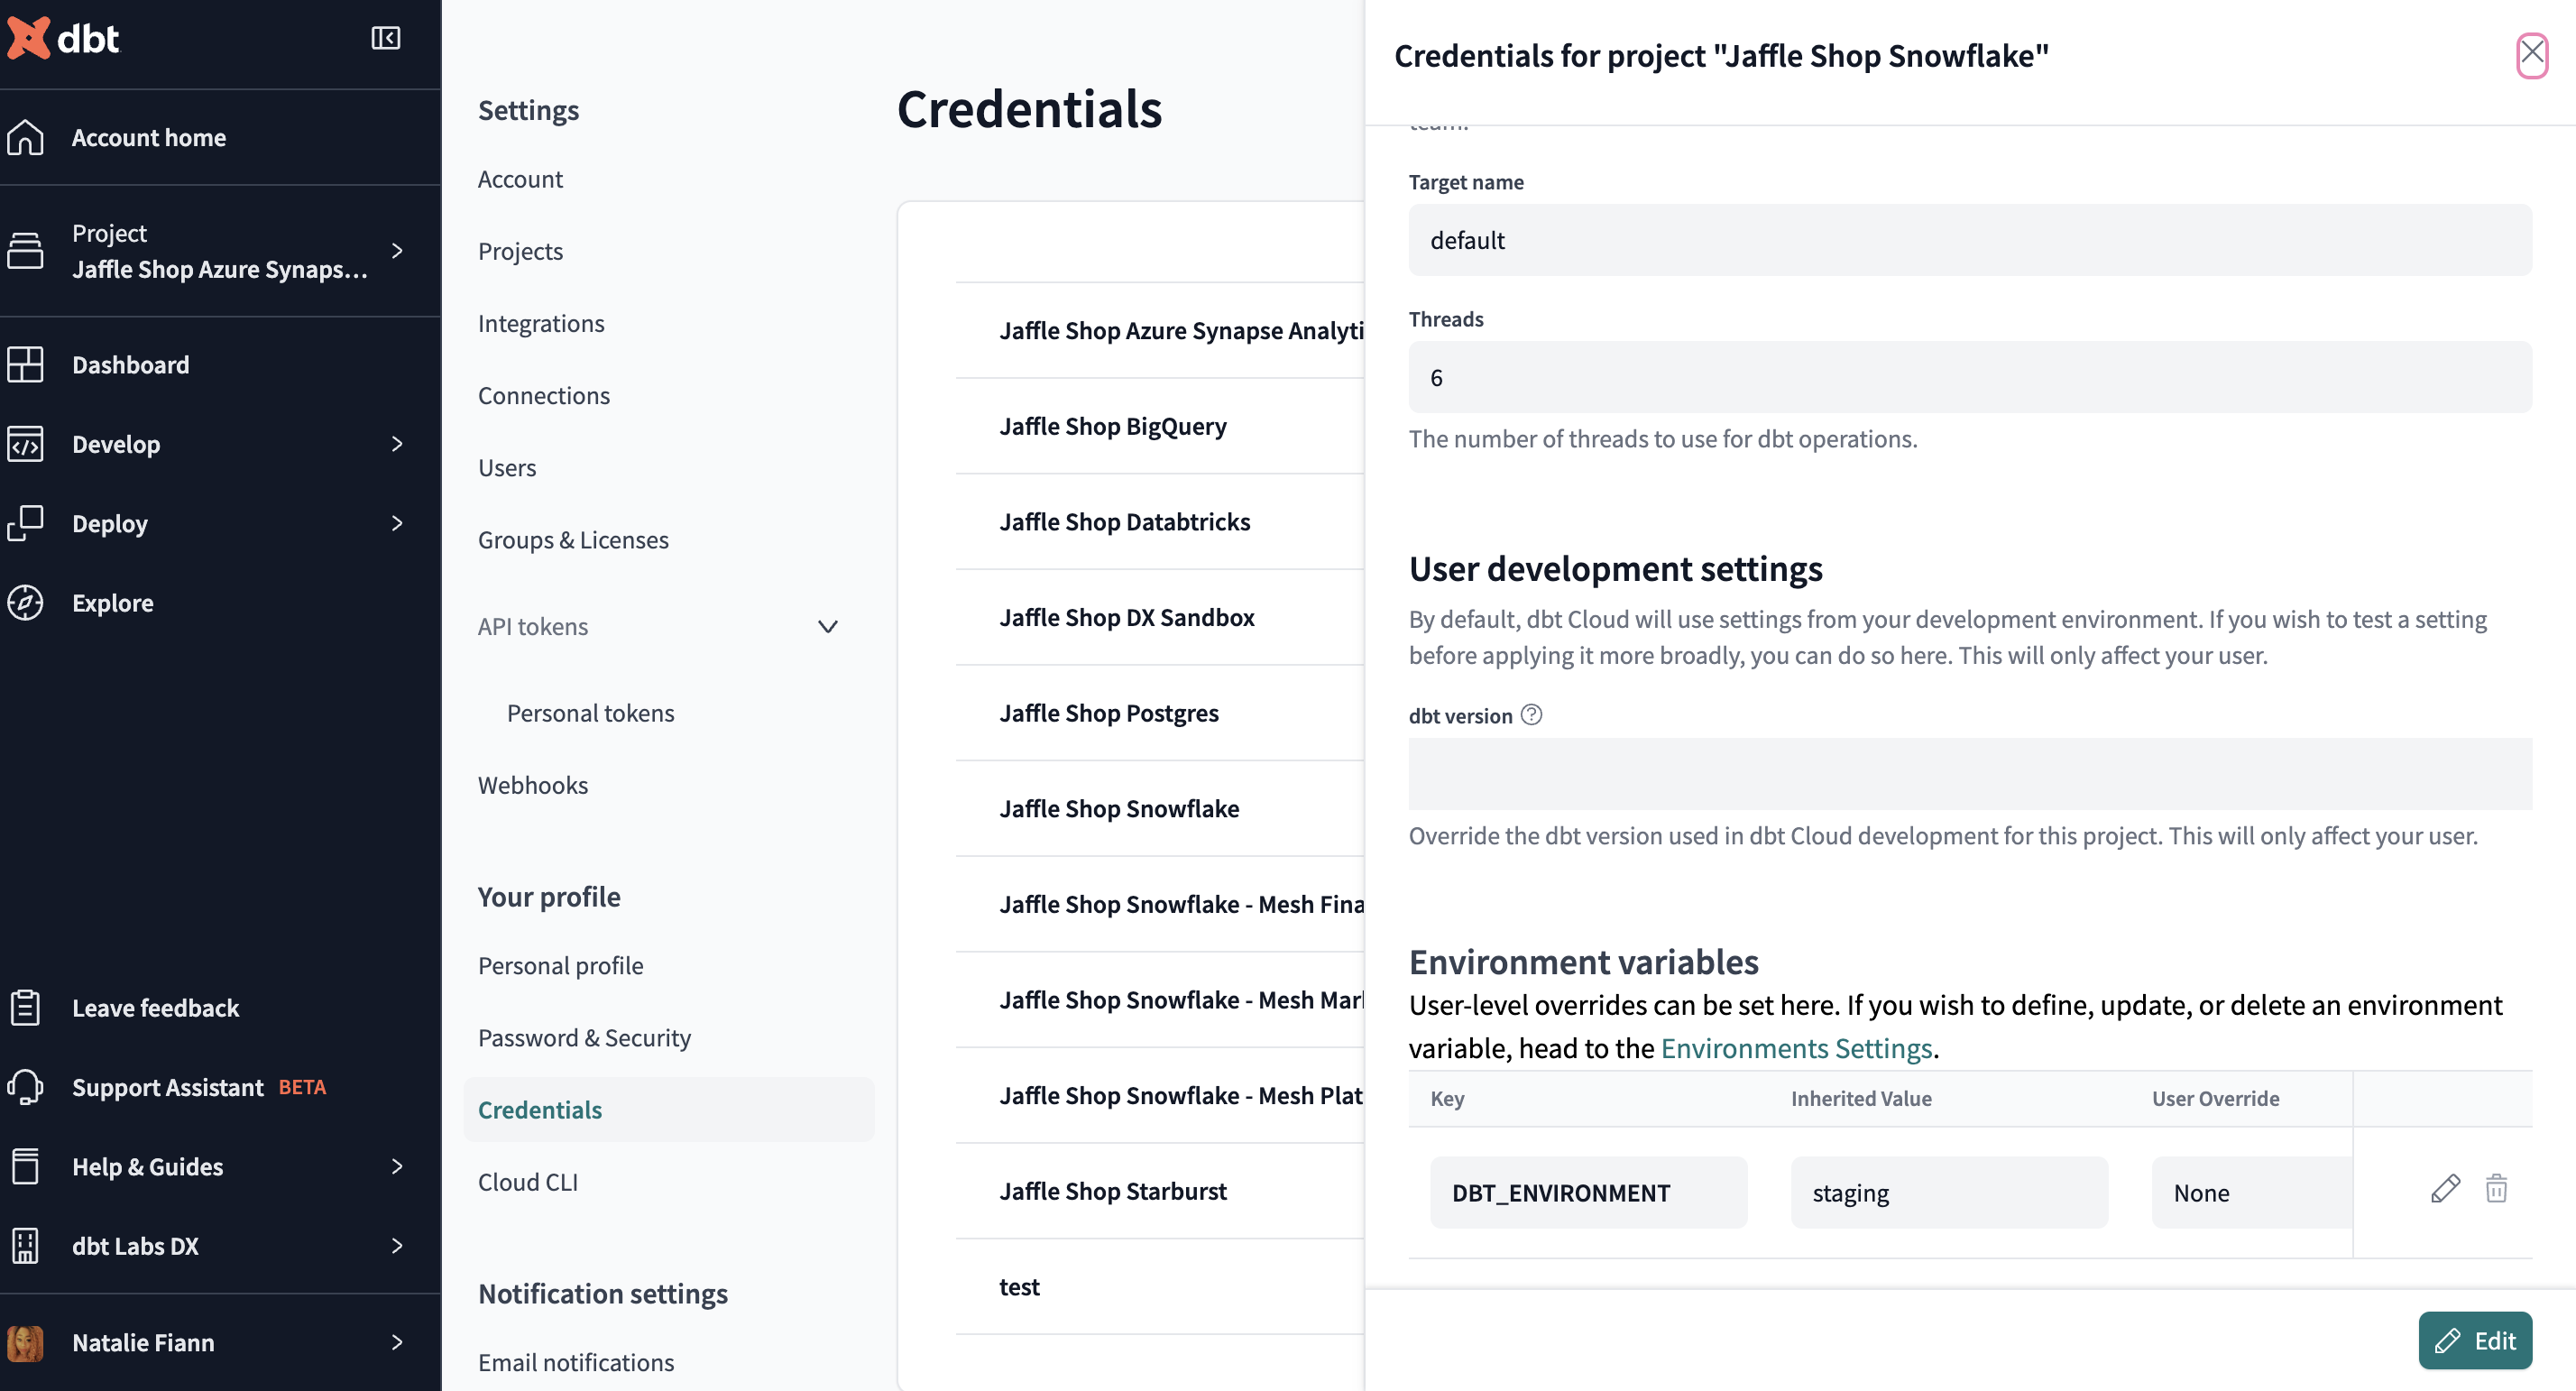 dbt
Account home
Project
Jaffle Shop Azure Synaps...
Dashboard
Develop
Deploy
Explore
Leave feedback
Support Assistant BETA
Help & Guides
dbt Labs DX
Natalie Fiann
Settings
Account
Projects
Integrations
Connections
Users
Groups & Licenses
API tokens
Personal tokens
Webhooks
Your profile
Personal profile
Password & Security
Credentials
Cloud CLI
Notification settings
Email notifications
Credentials
Jaffle Shop Azure Synapse Analyti
Jaffle Shop BigQuery
Jaffle Shop Databtricks
Jaffle Shop DX Sandbox
Jaffle Shop Postgres
Jaffle Shop Snowflake
Jaffle Shop Snowflake - Mesh Fina
Jaffle Shop Snowflake - Mesh Mar
Jaffle Shop Snowflake - Mesh Plat
Jaffle Shop Starburst
test
Credentials for project "Jaffle Shop Snowflake"
team.
Target name
default
Threads
6
The number of threads to use for dbt operations.
User development settings
By default, dbt Cloud will use settings from your development environment. If you wish to test a setting
before applying it more broadly, you can do so here. This will only affect your user.
dbt version
Override the dbt version used in dbt Cloud development for this project. This will only affect your user.
Environment variables
User-level overrides can be set here. If you wish to define, update, or delete an environment
variable, head to the Environments Settings.
Key Inherited Value User Override
DBT_ENVIRONMENT staging None
Edit